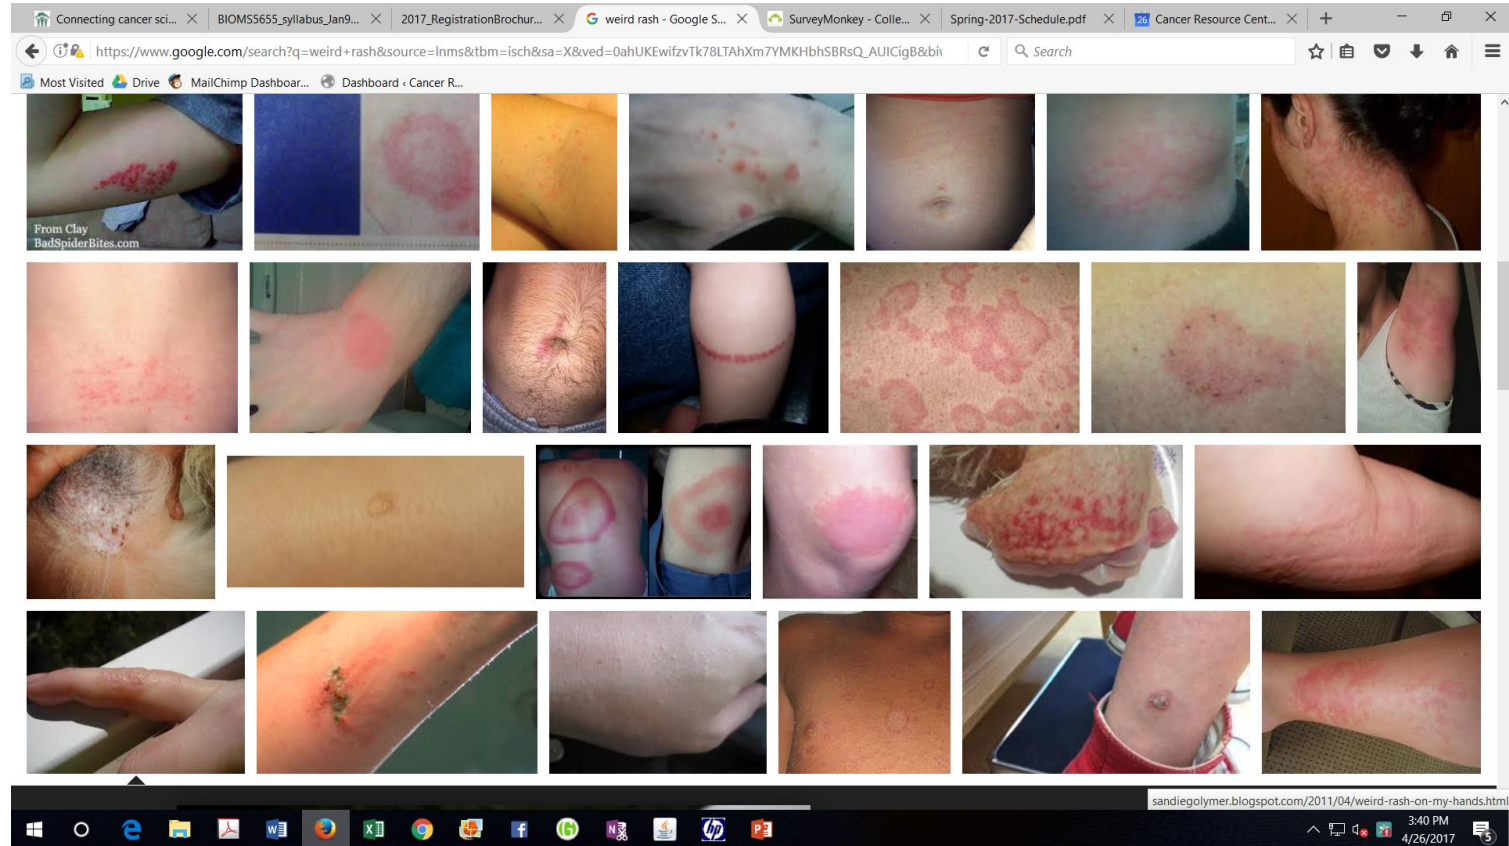 Connecting cancer sci...
BIOMS5655_syllabus_Jan9...
2017_RegistrationBrochur...
weird rash - Google S...
SurveyMonkey - Colle...
Spring-2017-Schedule.pdf
26 Cancer Resource Cent...
https://www.google.com/search?q=weird+rash&source=lnms&tbm=isch&sa=X&ved=0ahUKEwifzvTk78LTAhXm7YMKHbhSBRsQ_AUICigB&biv
Search
Most Visited Drive MailChimp Dashboar... Dashboard ‹ Cancer R...
From Clay
BadSpiderBites.com
sandiegolymer.blogspot.com/2011/04/weird-rash-on-my-hands.html
3:40 PM
4/26/2017
5